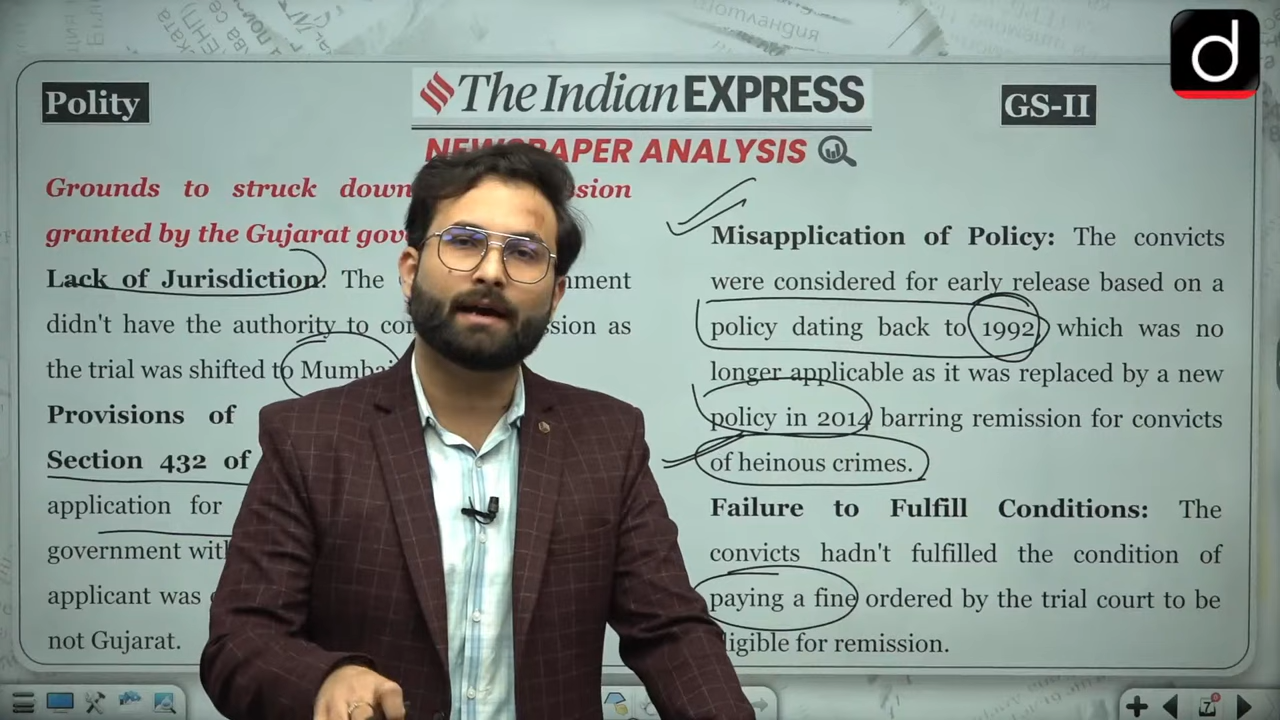 Polity
The Indian EXPRESS
GS-II
d
NEWSPAPER ANALYSIS
Grounds to struck down
granted by the Gujarat
Lack of Jurisdiction: The
didn't have the authority to
the trial was shifted to Mumbai
Provisions of
Section 432 of
application for
government with
applicant was
not Gujarat.
Misapplication of Policy: The convicts
were considered for early release based on a
policy dating back to 1992, which was no
longer applicable as it was replaced by a new
policy in 2014 barring remission for convicts
of heinous crimes.
Failure to Fulfill Conditions: The
convicts hadn't fulfilled the condition of
paying a fine ordered by the trial court to be
eligible for remission.
7